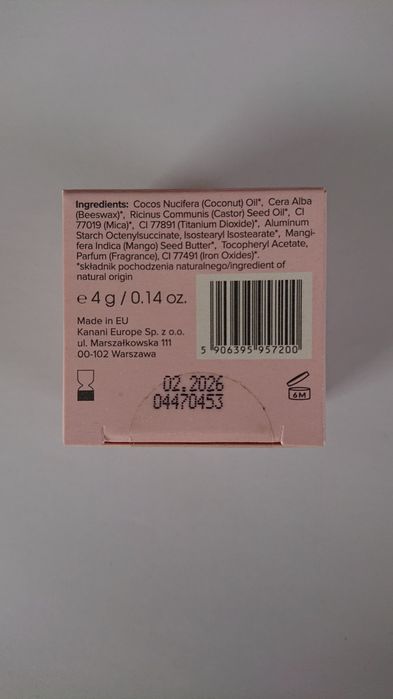 Ingredients: Cocos Nucifera (Coconut) Oil*, Cera Alba
(Beeswax)*, Ricinus Communis (Castor) Seed Oil*, CI
77019 (Mica)*, CI 77891 (Titanium Dioxide)*, Aluminum
Starch Octenylsuccinate, Isostearyl Isostearate*, Mangi-
fera Indica (Mango) Seed Butter*, Tocopheryl Acetate,
Parfum (Fragrance), CI 77491 (Iron Oxides)*.
*składnik pochodzenia naturalnego/ingredient of
natural origin
℮ 4 g / 0.14 oz.
Made in EU
Kanani Europe Sp. z o.o.
ul. Marszałkowska 111
00-102 Warszawa
5 906395 957200
02.2026
04470453
6M